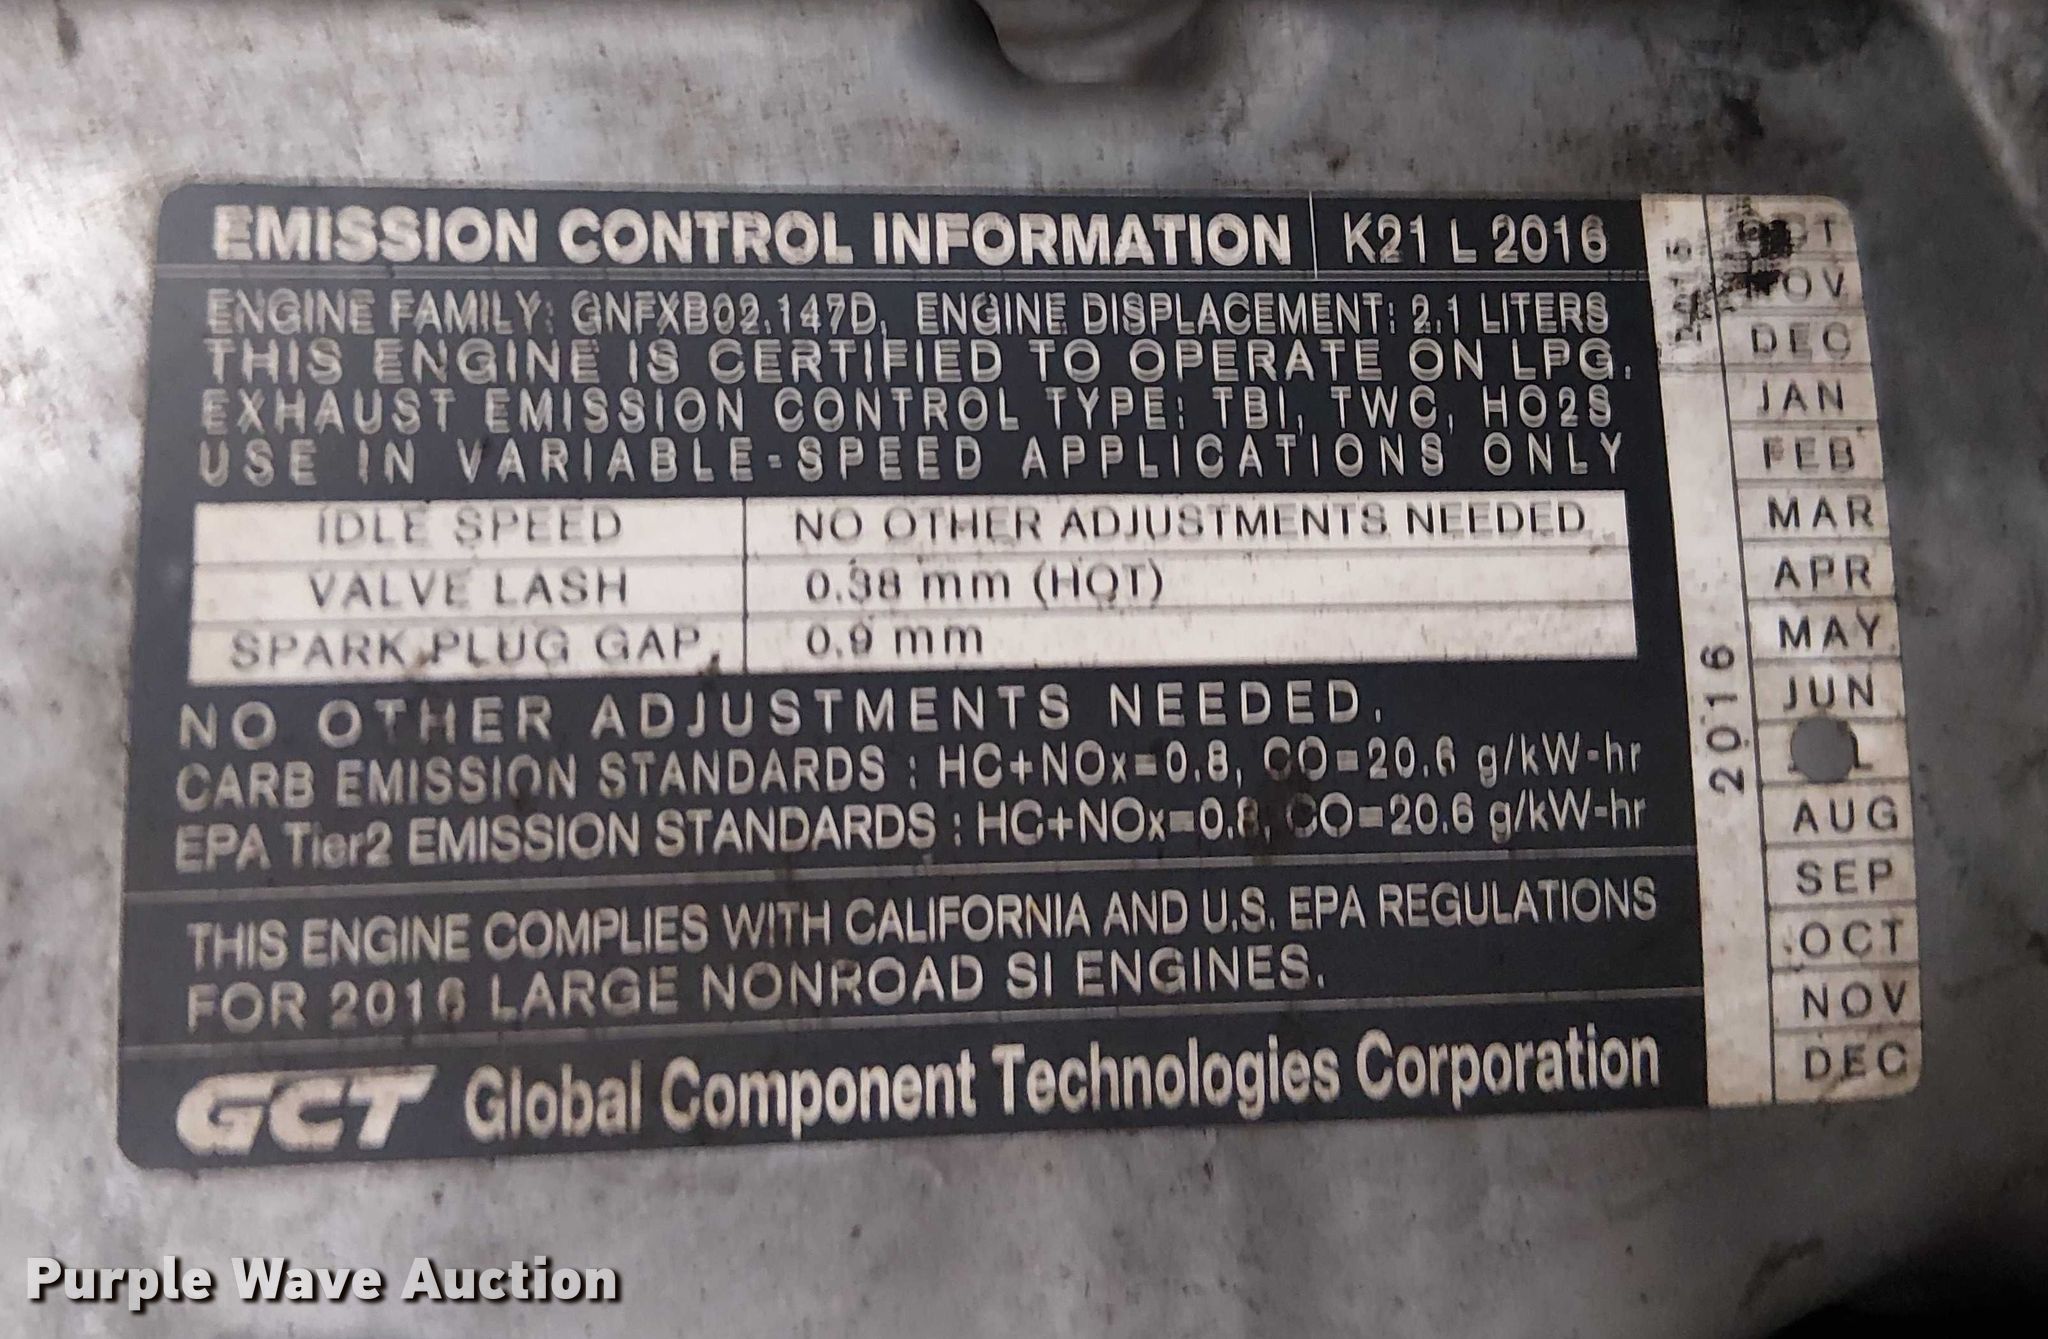 EMISSION CONTROL INFORMATION K21 L 2016
ENGINE FAMILY: GNFXB02.147D, ENGINE DISPLACEMENT: 2.1 LITERS
THIS ENGINE IS CERTIFIED TO OPERATE ON LPG.
EXHAUST EMISSION CONTROL TYPE: TBI, TWC, HO2S
USE IN VARIABLE-SPEED APPLICATIONS ONLY
IDLE SPEED NO OTHER ADJUSTMENTS NEEDED.
VALVE LASH 0.38 mm (HOT)
SPARK PLUG GAP 0.9 mm
NO OTHER ADJUSTMENTS NEEDED.
CARB EMISSION STANDARDS : HC+NOx=0.8, CO=20.6 g/kW-hr
EPA Tier2 EMISSION STANDARDS : HC+NOx=0.8, CO=20.6 g/kW-hr
THIS ENGINE COMPLIES WITH CALIFORNIA AND U.S. EPA REGULATIONS
FOR 2016 LARGE NONROAD SI ENGINES.
GCT Global Component Technologies Corporation
2015
OCT
NOV
DEC
2016
JAN
FEB
MAR
APR
MAY
JUN
AUG
SEP
OCT
NOV
DEC
Purple Wave Auction